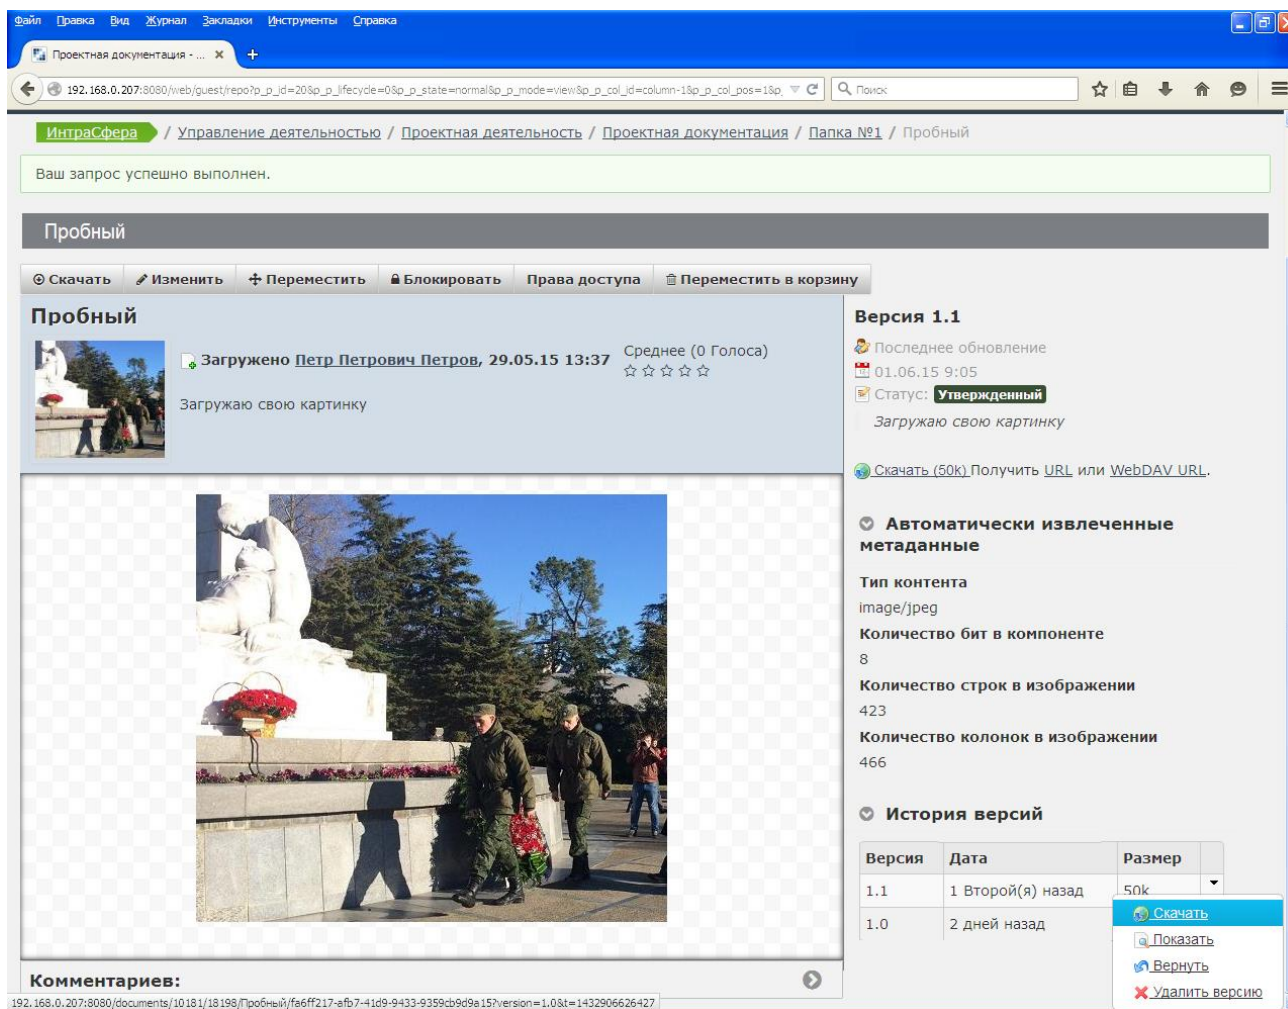 Файл Правка Вид Журнал Закладки Инструменты Справка
Проектная документация - ...
192.168.0.207:8080/web/guest/repo?p_p_id=20&p_p_lifecycle=0&p_p_state=normal&p_p_mode=view&p_p_col_id=column-1&p_p_col_pos=1&p_
Поиск
ИнтраСфера / Управление деятельностью / Проектная деятельность / Проектная документация / Папка №1 / Пробный
Ваш запрос успешно выполнен.
Пробный
Скачать Изменить Переместить Блокировать Права доступа Переместить в корзину
Пробный
Загружено Петр Петрович Петров, 29.05.15 13:37
Среднее (0 Голоса)
Загружаю свою картинку
Версия 1.1
Последнее обновление
01.06.15 9:05
Статус: Утвержденный
Загружаю свою картинку
Скачать (50k) Получить URL или WebDAV URL.
Автоматически извлеченные
метаданные
Тип контента
image/jpeg
Количество бит в компоненте
8
Количество строк в изображении
423
Количество колонок в изображении
466
История версий
Версия Дата Размер
1.1 1 Второй(я) назад 50k
1.0 2 дней назад
Скачать
Показать
Вернуть
Удалить версию
Комментариев:
192.168.0.207:8080/documents/10181/18198/Пробный/fa6ff217-afb7-41d9-9433-9359cb9d9a15?version=1.0&t=1432906626427